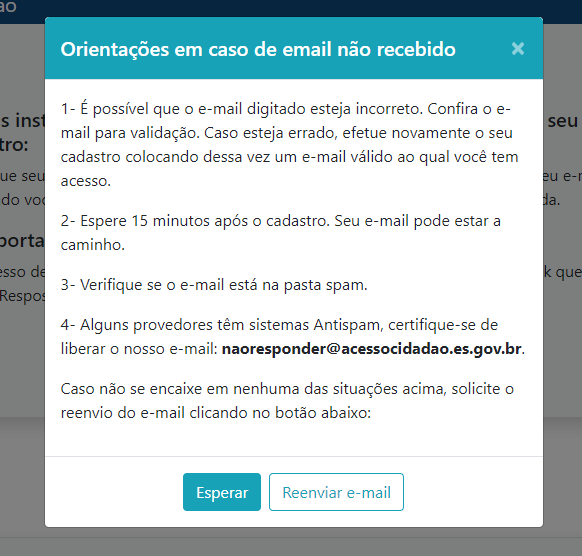 ao
Orientações em caso de email não recebido
×
1- É possível que o e-mail digitado esteja incorreto. Confira o e-
mail para validação. Caso esteja errado, efetue novamente o seu
cadastro colocando dessa vez um e-mail válido ao qual você tem
acesso.
2- Espere 15 minutos após o cadastro. Seu e-mail pode estar a
caminho.
3- Verifique se o e-mail está na pasta spam.
4- Alguns provedores têm sistemas Antispam, certifique-se de
liberar o nosso e-mail: naoresponder@acessocidadao.es.gov.br.
Caso não se encaixe em nenhuma das situações acima, solicite o
reenvio do e-mail clicando no botão abaixo:
Esperar
Reenviar e-mail